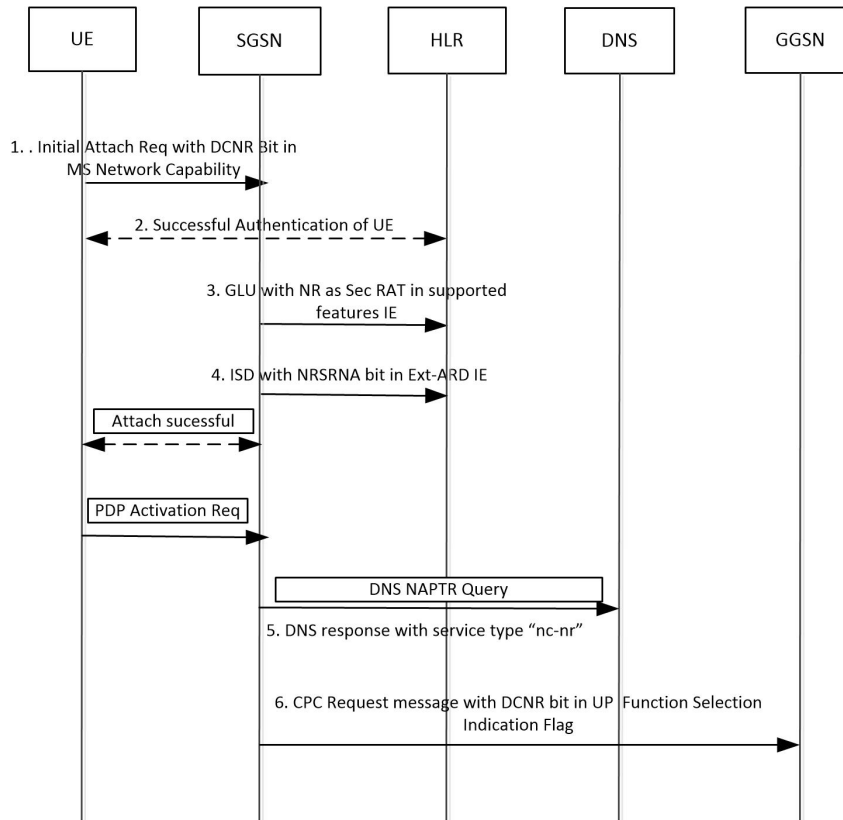 UE
SGSN
HLR
DNS
GGSN
1. . Initial Attach Req with DCNR Bit in
MS Network Capability
2. Successful Authentication of UE
3. GLU with NR as Sec RAT in supported
features IE
4. ISD with NRSRNA bit in Ext-ARD IE
Attach sucessful
PDP Activation Req
DNS NAPTR Query
5. DNS response with service type “nc-nr”
6. CPC Request message with DCNR bit in UP Function Selection
Indication Flag